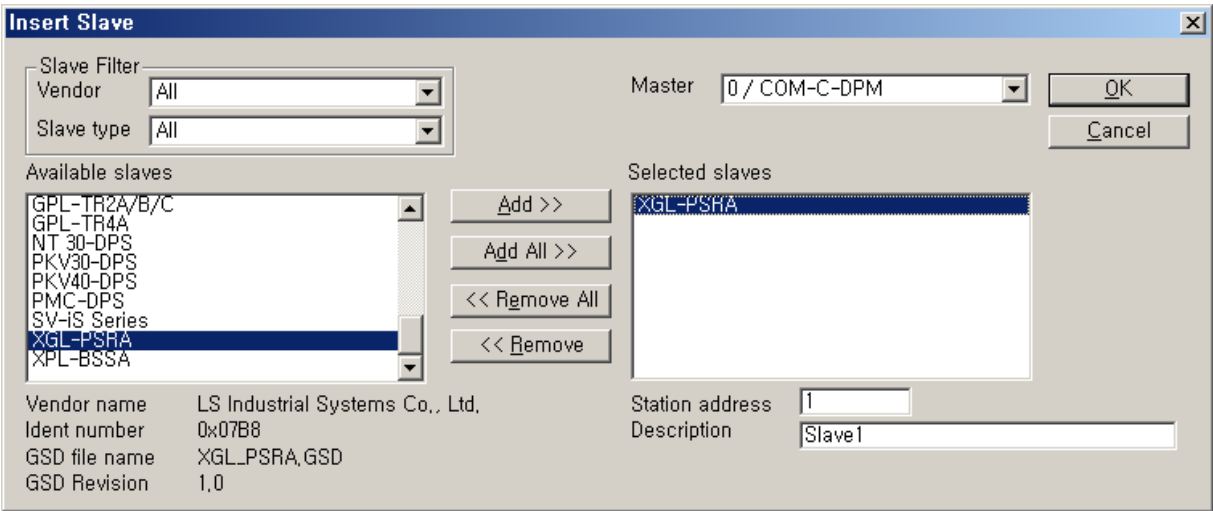 Insert Slave
Slave Filter
Vendor All
Slave type All
Master 0 / COM-C-DPM
OK
Cancel
Available slaves
GPL-TR2A/B/C
GPL-TR4A
NT 30-DPS
PKV30-DPS
PKV40-DPS
PMC-DPS
SV-iS Series
XGL-PSRA
XPL-BSSA
Add >>
Add All >>
<< Remove All
<< Remove
Selected slaves
XGL-PSRA
Vendor name LS Industrial Systems Co., Ltd.
Ident number 0x07B8
GSD file name XGL_PSRA.GSD
GSD Revision 1.0
Station address 1
Description Slave1